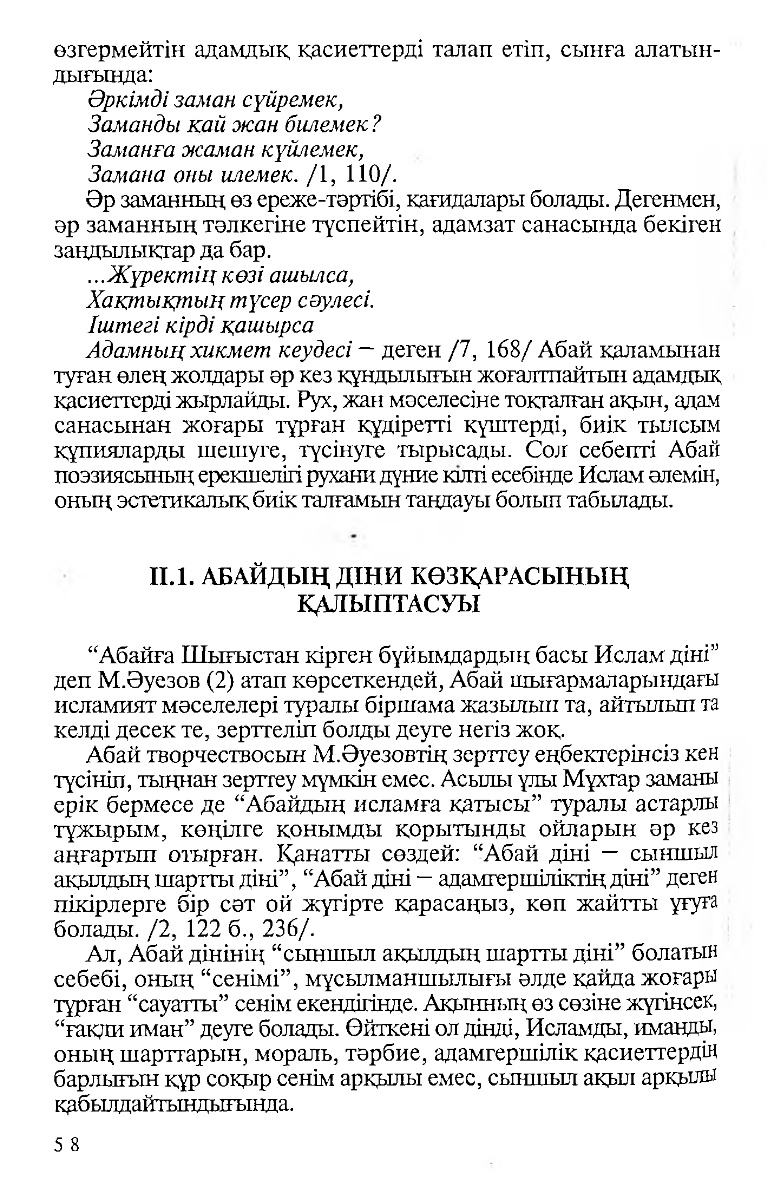 өзгермейтін адамдық қасиеттерді талап етіп, сынға алатын-
дығында:
Әркімді заман сүйремек,
Заманды қай жан билемек?
Заманға жаман күйлемек,
Замана оны илемек. /1, 110/.
Әр заманның өз ереже-тәртібі, қағидалары болады. Дегенмен,
әр заманның тәлкегіне түспейтін, адамзат санасында бекіген
заңдылықтар да бар.
...Жүректің көзі ашылса,
Хақтықтың түсер сәулесі.
Іштегі кірді қашырса
Адамның хикмет кеудесі — деген /7, 168/ Абай қаламынан
туған өлең жолдары әр кез құндылығын жоғалтпайтын адамдық
қасиеттерді жырлайды. Рух, жан мәселесіне тоқталған ақын, адам
санасынан жоғары тұрған құдіретті күштерді, биік тылсым
құпияларды шешуге, түсінуге тырысады. Сол себепті Абай
поэзиясының ерекшелігі рухани дүние кілті есебінде Ислам әлемін,
оның эстетикалық биік талғамын таңдауы болып табылады.
II.1. АБАЙДЫҢ ДІНИ КӨЗҚАРАСЫНЫҢ
ҚАЛЫПТАСУЫ
“Абайға Шығыстан кірген бұйымдардың басы Ислам діні”
деп М.Әуезов (2) атап көрсеткендей, Абай шығармаларындағы
исламият мәселелері туралы біршама жазылып та, айтылып та
келді десек те, зерттеліп болды деуге негіз жоқ.
Абай творчествосын М.Әуезовтің зерттеу еңбектерінсіз кең
түсініп, тыңнан зерттеу мүмкін емес. Асылы ұлы Мұхтар заманы
ерік бермесе де “Абайдың исламға қатысы” туралы астарлы
тұжырым, көңілге қонымды қорытынды ойларын әр кез
аңғартып отырған. Қанатты сөздей: “Абай діні — сыншыл
ақылдың шартты діні”, “Абай діні — адамгершіліктің діні” деген
пікірлерге бір сәт ой жүгірте қарасаңыз, көп жайтты ұғуға
болады. /2, 122 б., 236/.
Ал, Абай дінінің “сыншыл ақылдың шартты діні” болатын
себебі, оның “сенімі”, мұсылманшылығы әлде қайда жоғары
тұрған “сауатты” сенім екендігінде. Ақынның өз сөзіне жүгінсек,
“ғақли иман” деуге болады. Өйткені ол дінді, Исламды, иманды,
оның шарттарын, мораль, тәрбие, адамгершілік қасиеттердің
барлығын құр соқыр сенім арқылы емес, сыншыл ақыл арқылы
қабылдайтындығында.
58